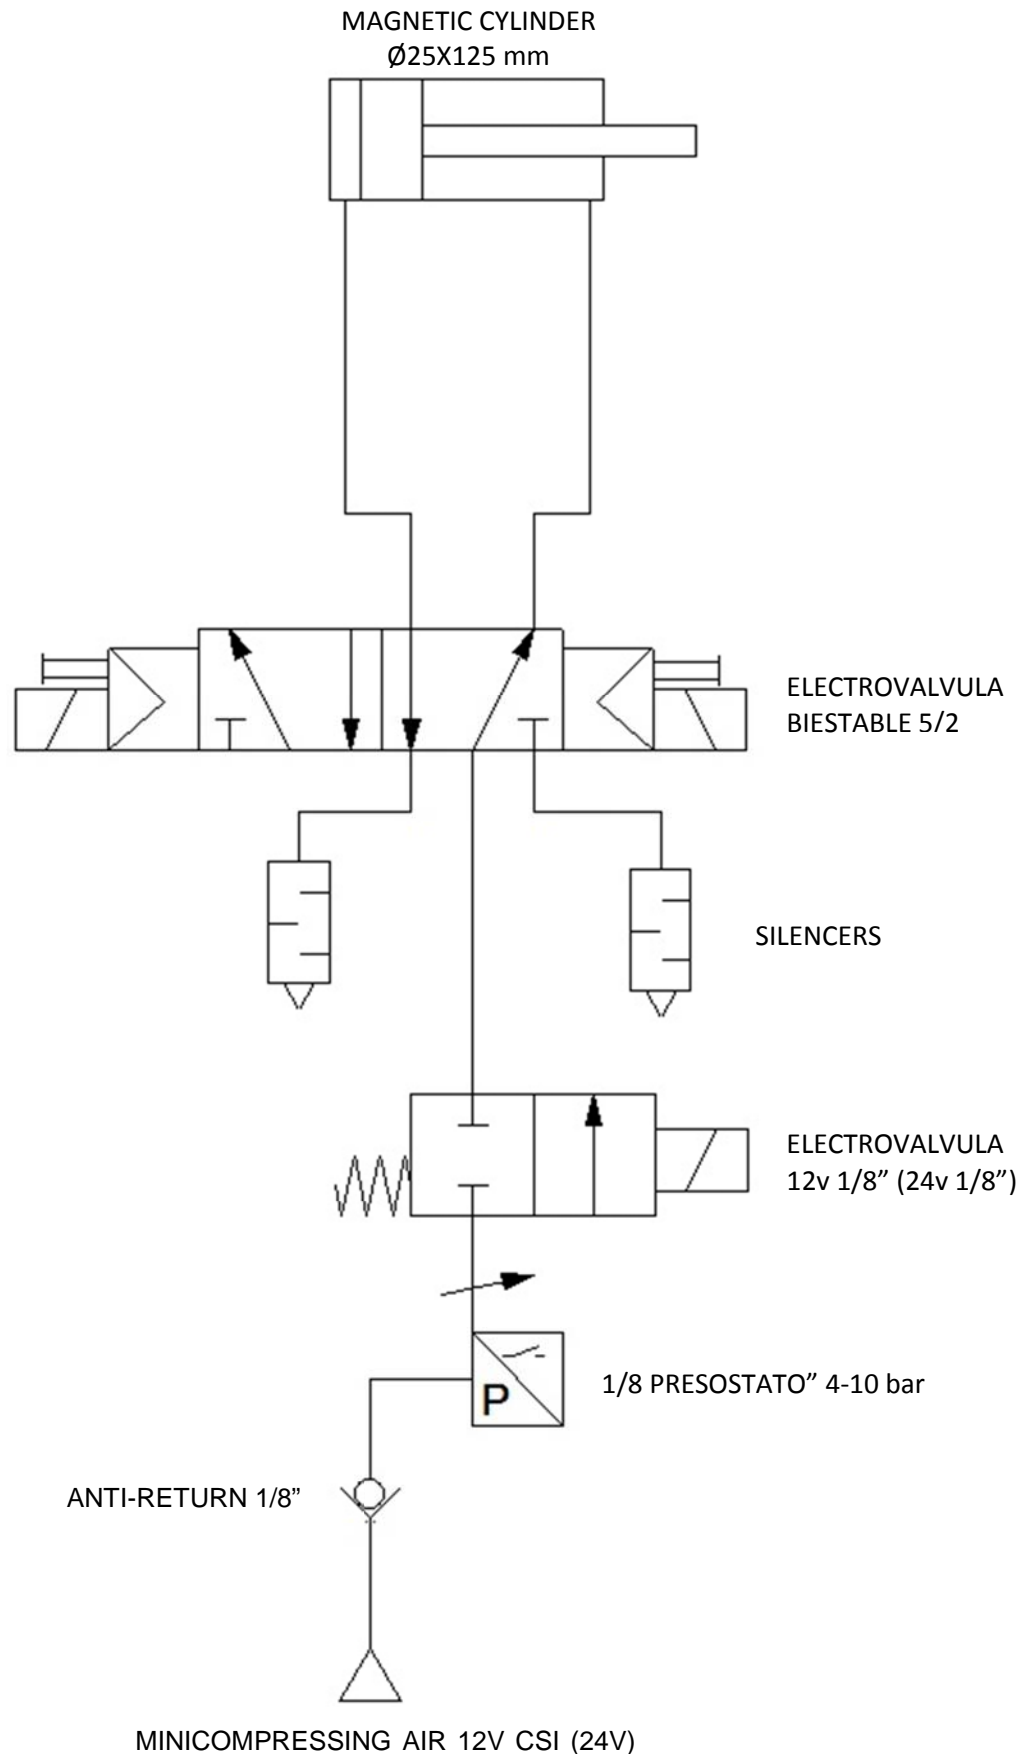 MAGNETIC CYLINDER
Ø25X125 mm
ELECTROVALVULA
BIESTABLE 5/2
SILENCERS
ELECTROVALVULA
12v 1/8” (24v 1/8”)
P
1/8 PRESOSTATO” 4-10 bar
ANTI-RETURN 1/8”
MINICOMPRESSING AIR 12V CSI (24V)